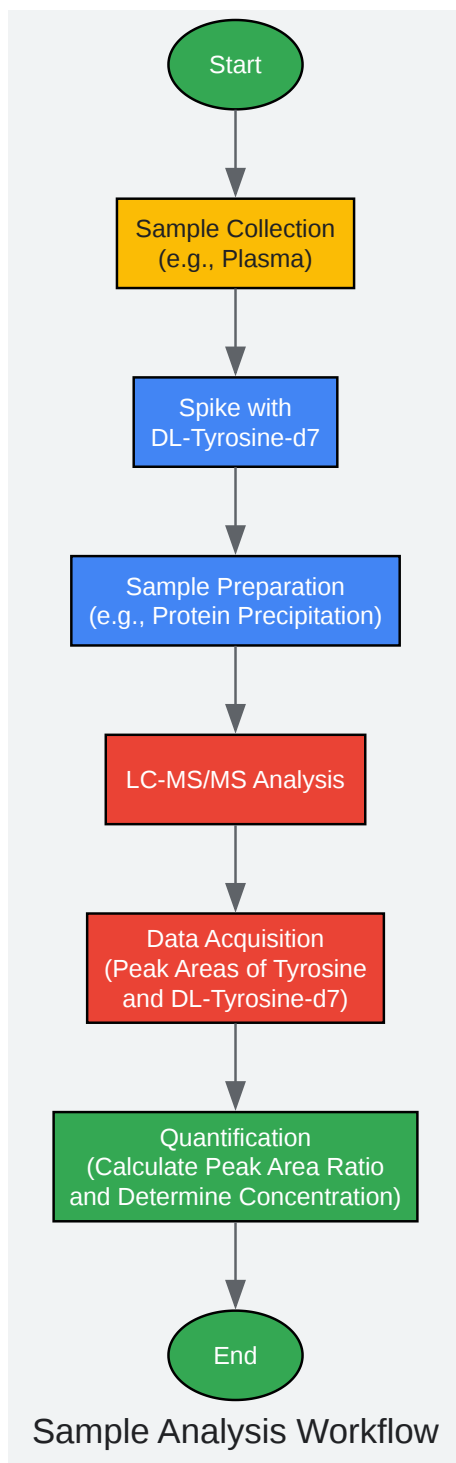 Start
Sample Collection
(e.g., Plasma)
Spike with
DL-Tyrosine-d7
Sample Preparation
(e.g., Protein Precipitation)
LC-MS/MS Analysis
Data Acquisition
(Peak Areas of Tyrosine
and DL-Tyrosine-d7)
Quantification
(Calculate Peak Area Ratio
and Determine Concentration)
End
Sample Analysis Workflow